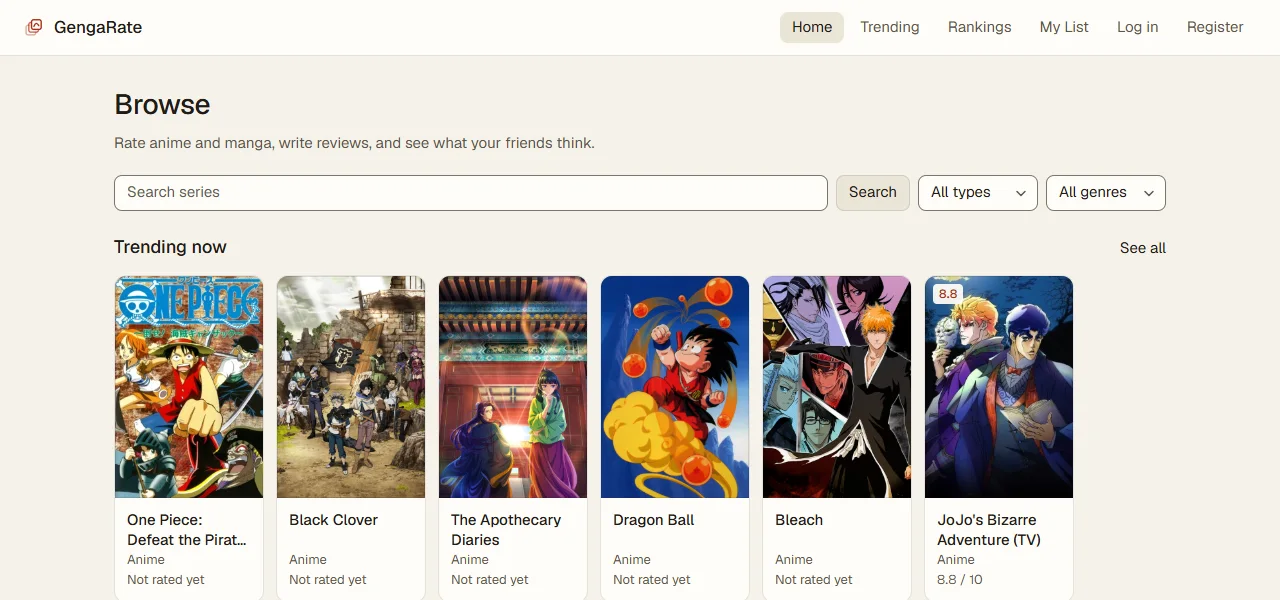 GengaRate
Home
Trending
Rankings
My List
Log in
Register
Browse
Rate anime and manga, write reviews, and see what your friends think.
Search series
Search
All types
All genres
Trending now
See all
ONE PIECE
8.8
One Piece:
Defeat the Pirat...
Anime
Not rated yet
Black Clover
Anime
Not rated yet
The Apothecary
Diaries
Anime
Not rated yet
Dragon Ball
Anime
Not rated yet
Bleach
Anime
Not rated yet
JoJo's Bizarre
Adventure (TV)
Anime
8.8 / 10